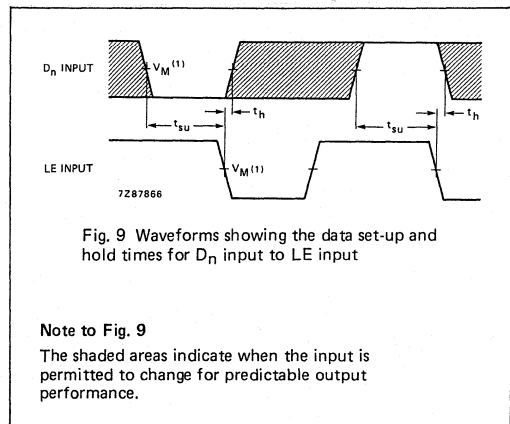 Dn INPUT
VM(1)
tsu
th
tsu
th
LE INPUT
VM(1)
7Z87866
Fig. 9 Waveforms showing the data set-up and
hold times for Dn input to LE input
Note to Fig. 9
The shaded areas indicate when the input is
permitted to change for predictable output
performance.